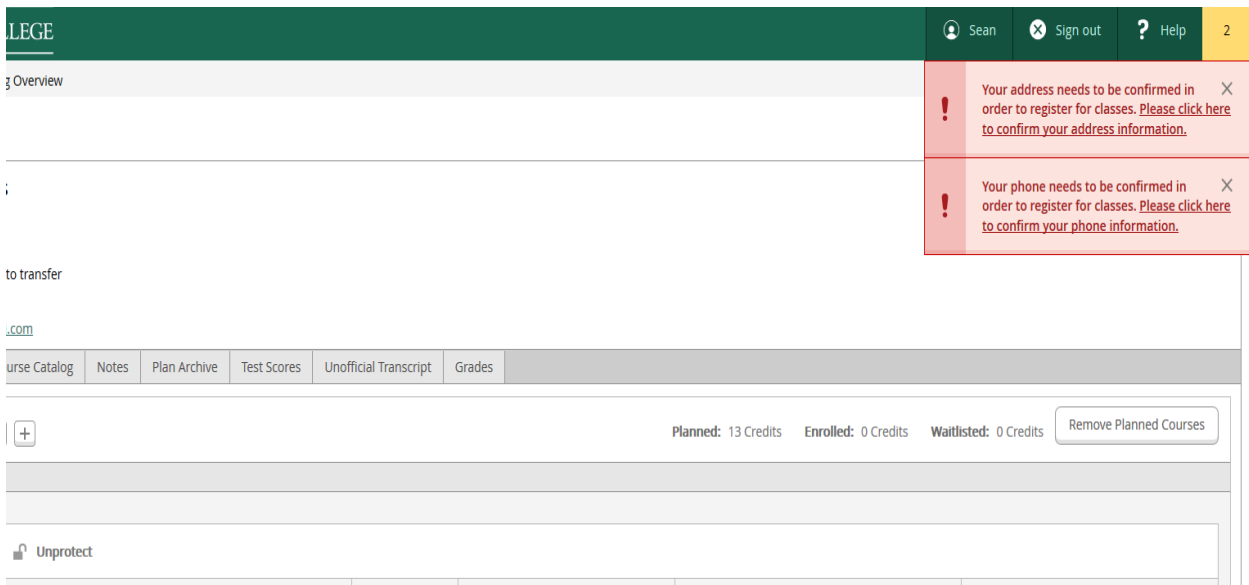 LLEGE
Sean Sign out ? Help 2
g Overview
Your address needs to be confirmed in
order to register for classes. Please click here
to confirm your address information.
Your phone needs to be confirmed in
order to register for classes. Please click here
to confirm your phone information.
to transfer
.com
urse Catalog Notes Plan Archive Test Scores Unofficial Transcript Grades
+ Planned: 13 Credits Enrolled: 0 Credits Waitlisted: 0 Credits Remove Planned Courses
Unprotect